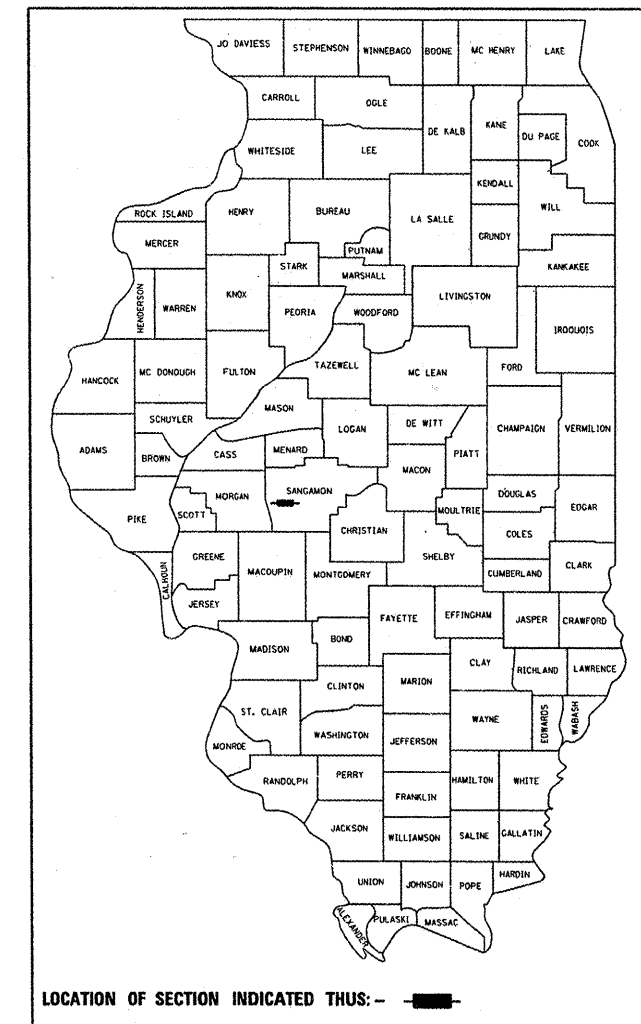 JO DAVIESS STEPHENSON WINNEBAGO BOONE MC HENRY LAKE
CARROLL OGLE DE KALB KANE DU PAGE COOK
WHITESIDE LEE
KENDALL WILL
ROCK ISLAND HENRY BUREAU LA SALLE GRUNDY
MERCER PUTNAM
STARK MARSHALL KANKAKEE
HENDERSON WARREN KNOX PEORIA WOODFORD LIVINGSTON IROQUOIS
HANCOCK MC DONOUGH FULTON TAZEWELL MC LEAN FORD
MASON
SCHUYLER LOGAN DE WITT CHAMPAIGN VERMILION
ADAMS BROWN CASS MENARD PIATT
MACON
PIKE SCOTT MORGAN SANGAMON MOULTRIE DOUGLAS EDGAR
CHRISTIAN COLES
GREENE MACOUPIN MONTGOMERY SHELBY CUMBERLAND CLARK
CALHOUN JERSEY
FAYETTE EFFINGHAM JASPER CRAWFORD
MADISON BOND
CLAY RICHLAND LAWRENCE
CLINTON MARION
ST. CLAIR WAYNE EDWARDS WABASH
MONROE WASHINGTON JEFFERSON
RANDOLPH PERRY HAMILTON WHITE
FRANKLIN
JACKSON WILLIAMSON SALINE GALLATIN
UNION JOHNSON POPE HARDIN
ALEXANDER PULASKI MASSAC
LOCATION OF SECTION INDICATED THUS: -